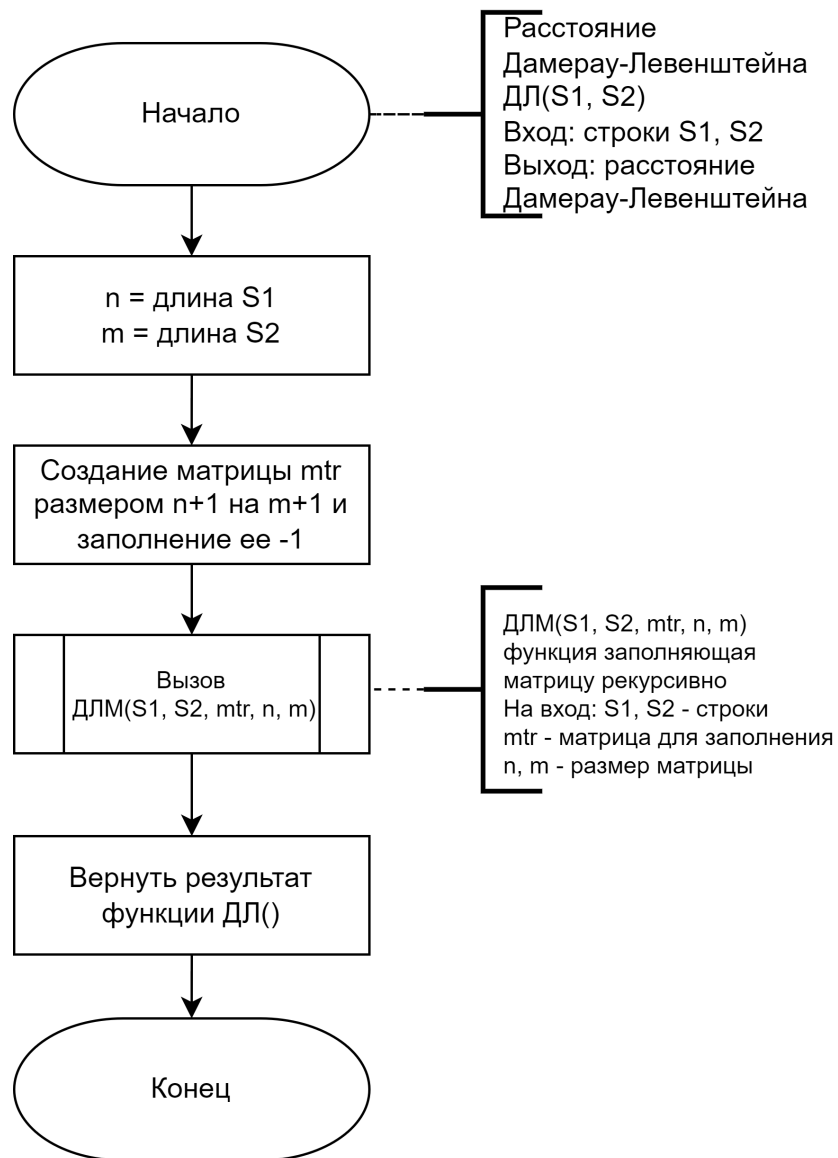 Начало
Расстояние
Дамерау-Левенштейна
ДЛ(S1, S2)
Вход: строки S1, S2
Выход: расстояние
Дамерау-Левенштейна
n = длина S1
m = длина S2
Создание матрицы mtr
размером n+1 на m+1 и
заполнение ее -1
Вызов
ДЛМ(S1, S2, mtr, n, m)
ДЛМ(S1, S2, mtr, n, m)
функция заполняющая
матрицу рекурсивно
На вход: S1, S2 - строки
mtr - матрица для заполнения
n, m - размер матрицы
Вернуть результат
функции ДЛ()
Конец